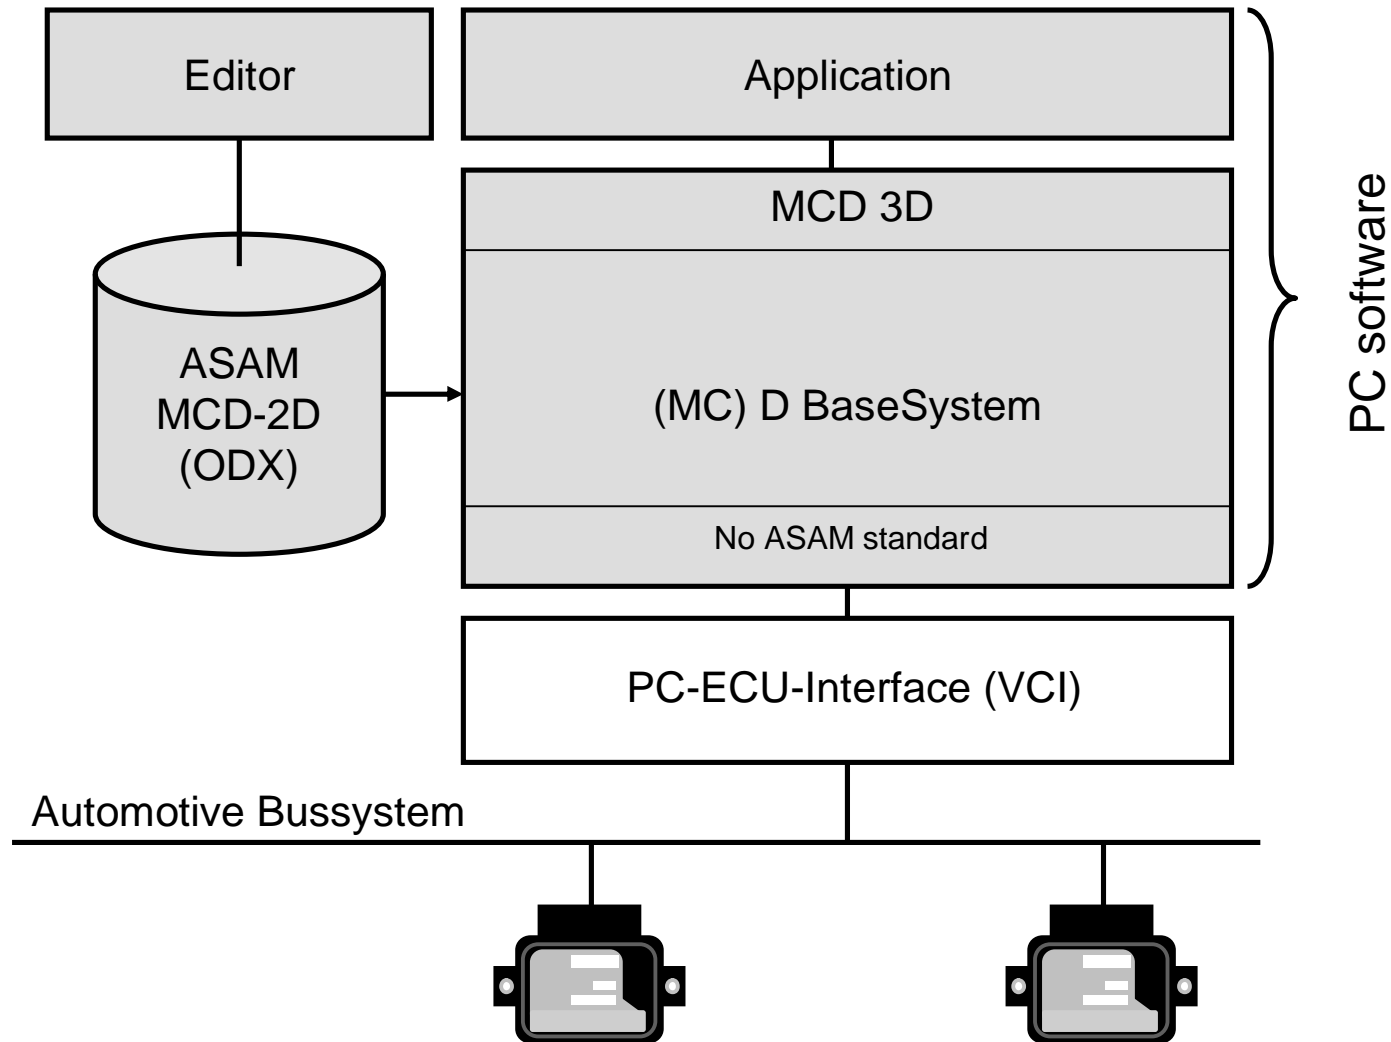 Editor
Application
MCD 3D
ASAM
MCD-2D
(ODX)
(MC) D BaseSystem
No ASAM standard
PC software
PC-ECU-Interface (VCI)
Automotive Bussystem